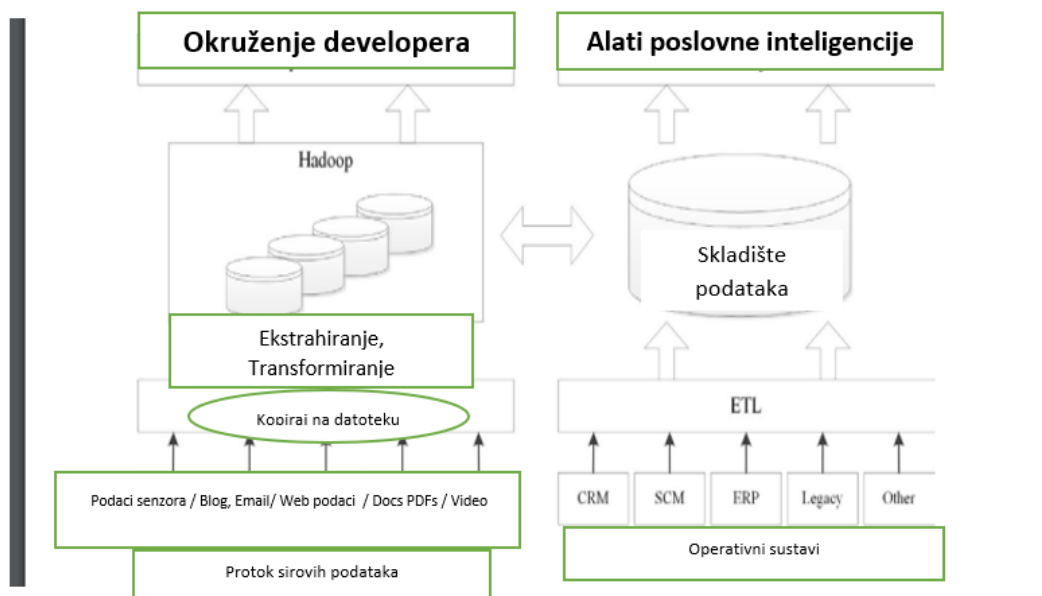 Okruženje developera
Alati poslovne inteligencije
Hadoop
Skladište
podataka
Ekstrahiranje,
Transformiranje
Kopiraj na datoteku
ETL
Podaci senzora / Blog, Email/ Web podaci / Docs PDFs / Video
CRM
SCM
ERP
Legacy
Other
Protok sirovih podataka
Operativni sustavi